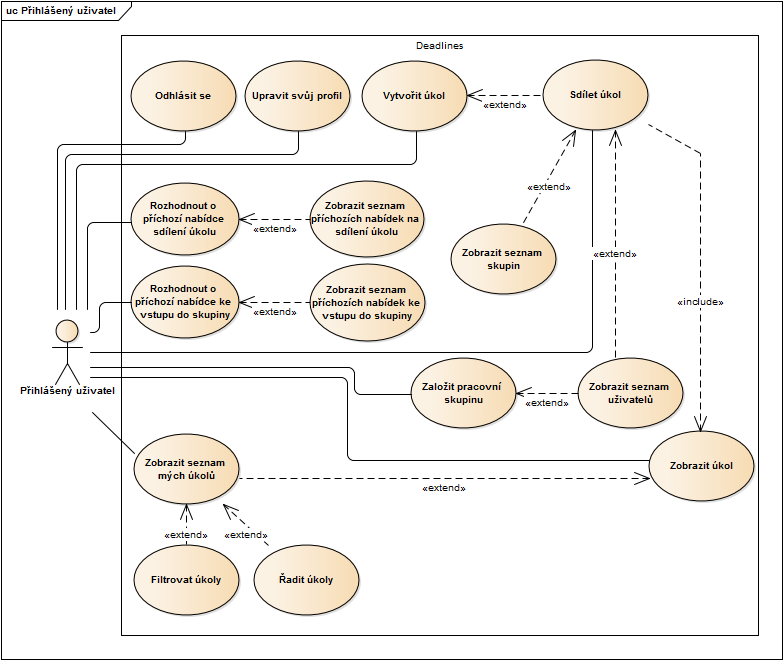 uc Přihlášený uživatel
Deadlines
Odhlásit se
Upravit svůj profil
Vytvořit úkol
«extend»
Sdílet úkol
Rozhodnout o
příchozí nabídce
sdílení úkolu
«extend»
Zobrazit seznam
příchozích nabídek na
sdílení úkolu
«extend»
Zobrazit seznam
skupin
«extend»
«include»
Rozhodnout o
příchozí nabídce ke
vstupu do skupiny
«extend»
Zobrazit seznam
příchozích nabídek ke
vstupu do skupiny
Přihlášený uživatel
Založit pracovní
skupinu
«extend»
Zobrazit seznam
uživatelů
Zobrazit seznam
mých úkolů
«extend»
Zobrazit úkol
«extend»
«extend»
Filtrovat úkoly
Řadit úkoly